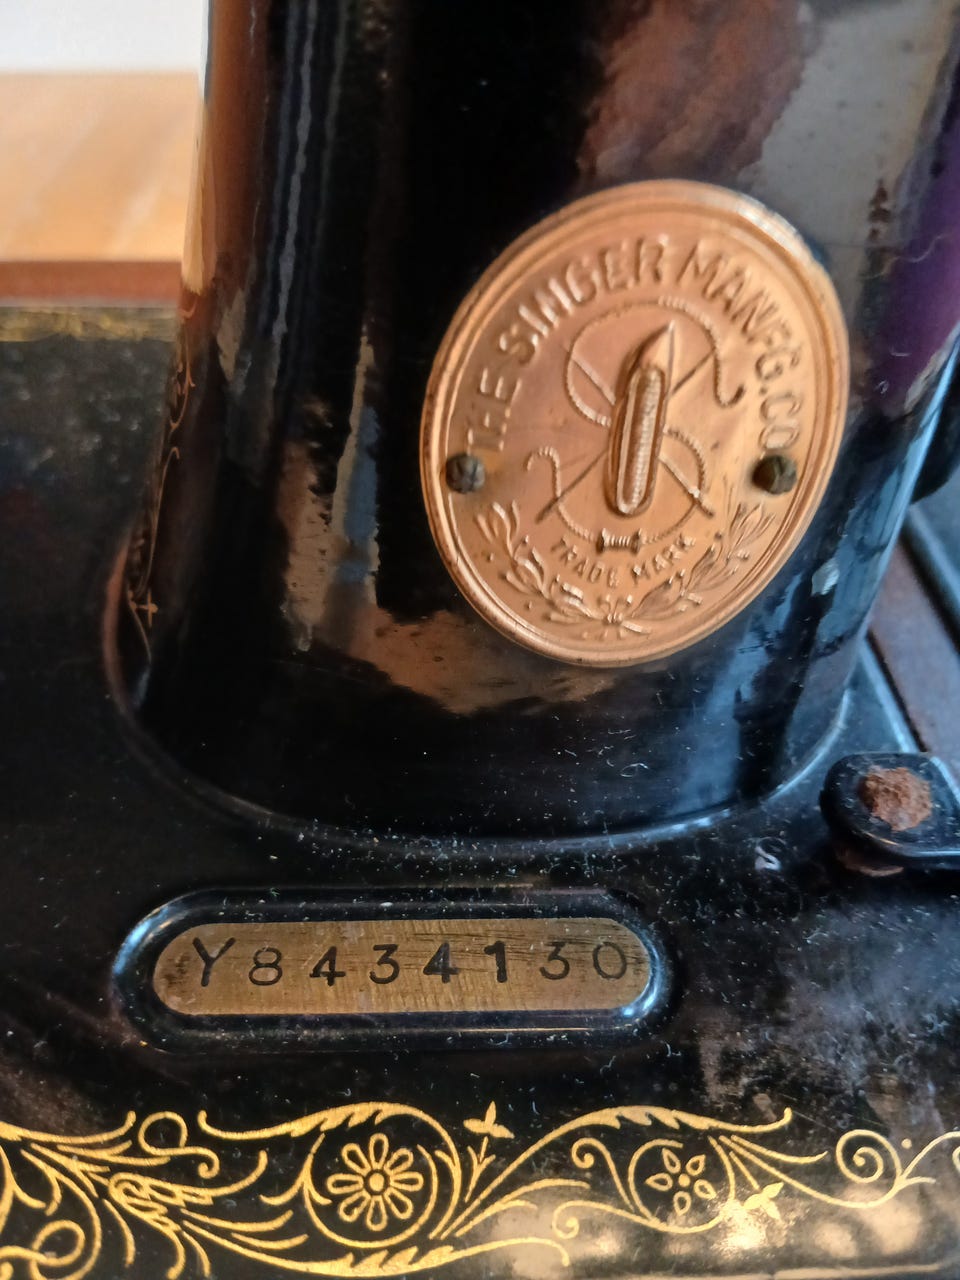 THE SINGER MANFG. CO.
TRADE MARK
Y8434130